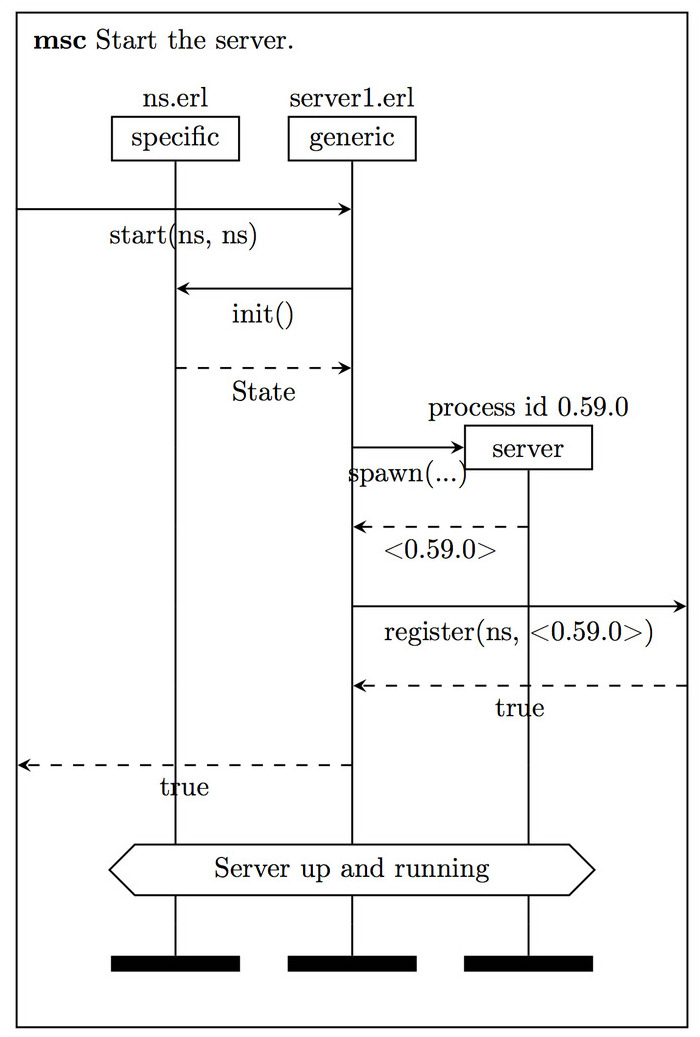 msc Start the server.
ns.erl
server1.erl
specific
generic
start(ns, ns)
init()
State
process id 0.59.0
server
spawn(...)
<0.59.0>
register(ns, <0.59.0>)
true
true
Server up and running